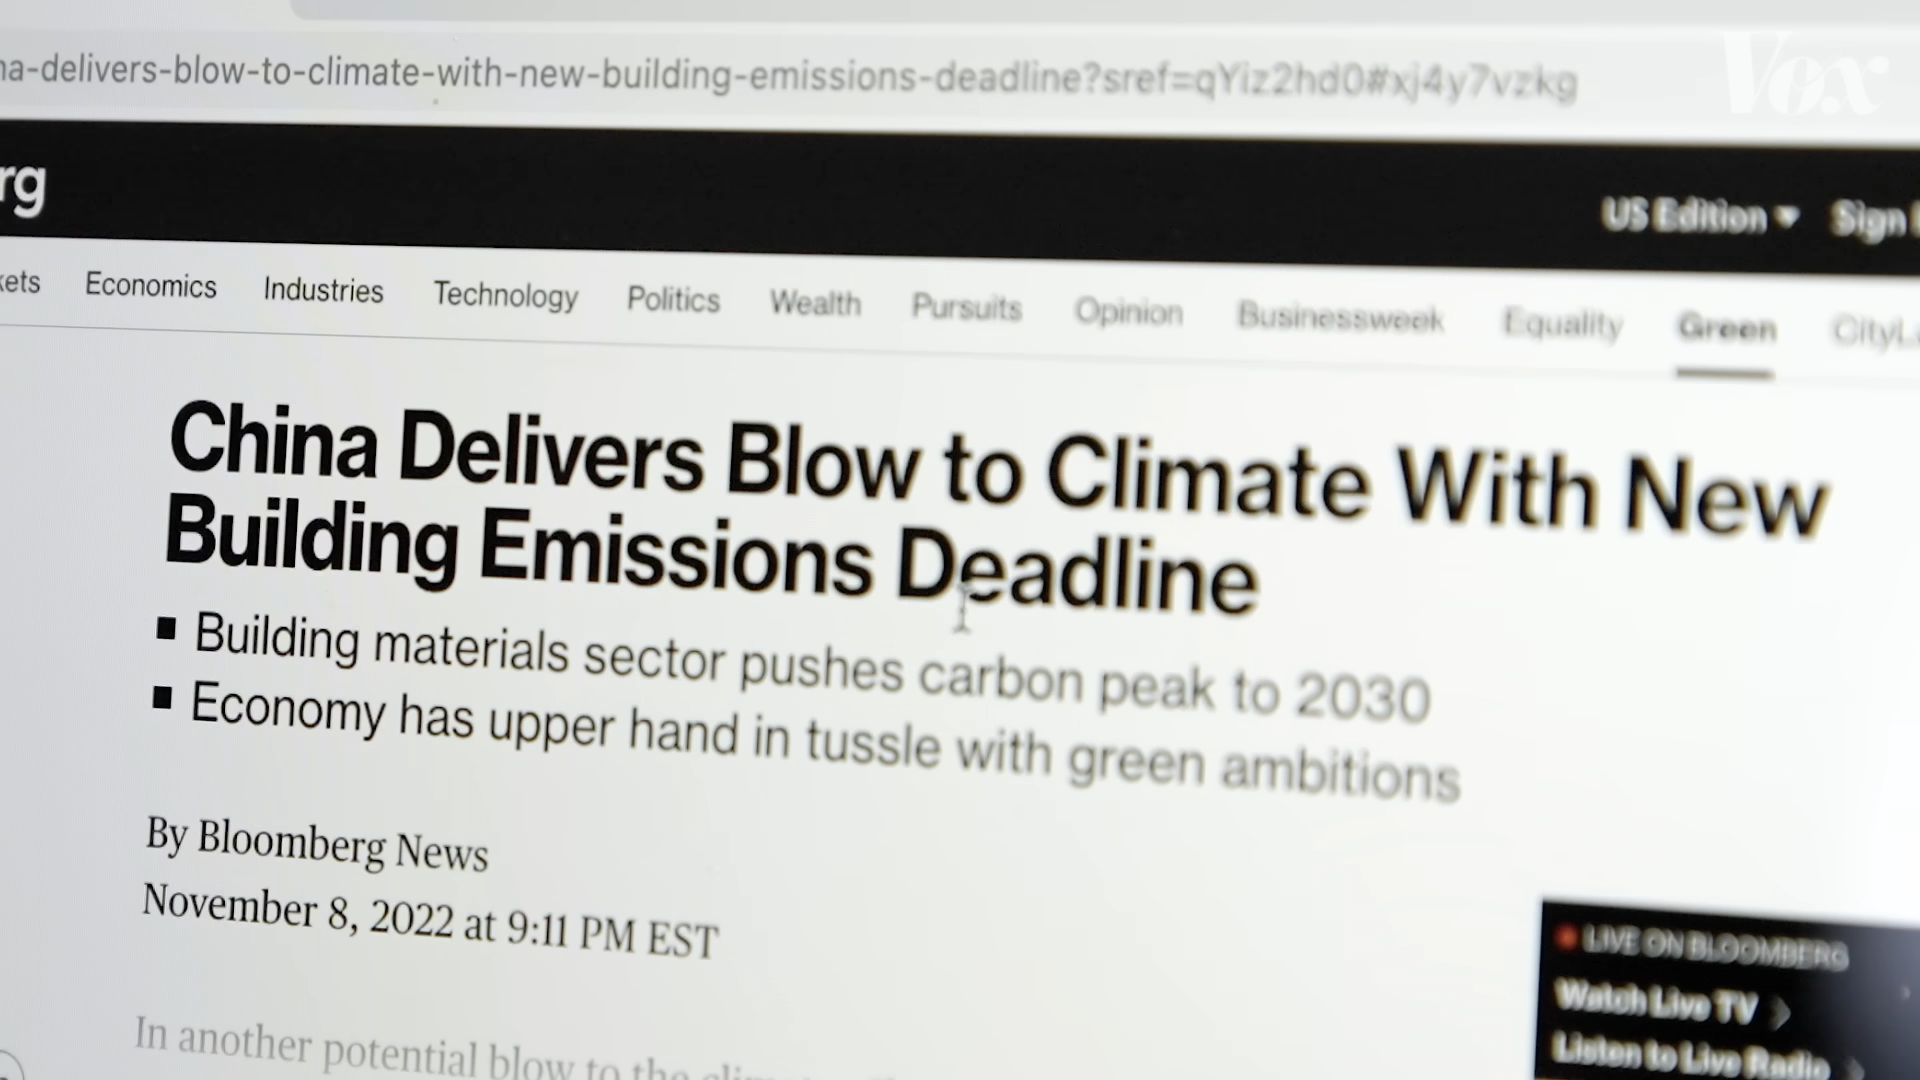 na-delivers-blow-to-climate-with-new-building-emissions-deadline?sref=qYiz2hd0#xj4y7vzkg
Vox
rg
US Edition
Sign
kets Economics Industries Technology Politics Wealth Pursuits Opinion Businessweek Equality Green CityL
China Delivers Blow to Climate With New
Building Emissions Deadline
Building materials sector pushes carbon peak to 2030
Economy has upper hand in tussle with green ambitions
By Bloomberg News
November 8, 2022 at 9:11 PM EST
LIVE ON BLOOMBERG
Watch Live TV
Listen to Live Radio
In another potential blow to the